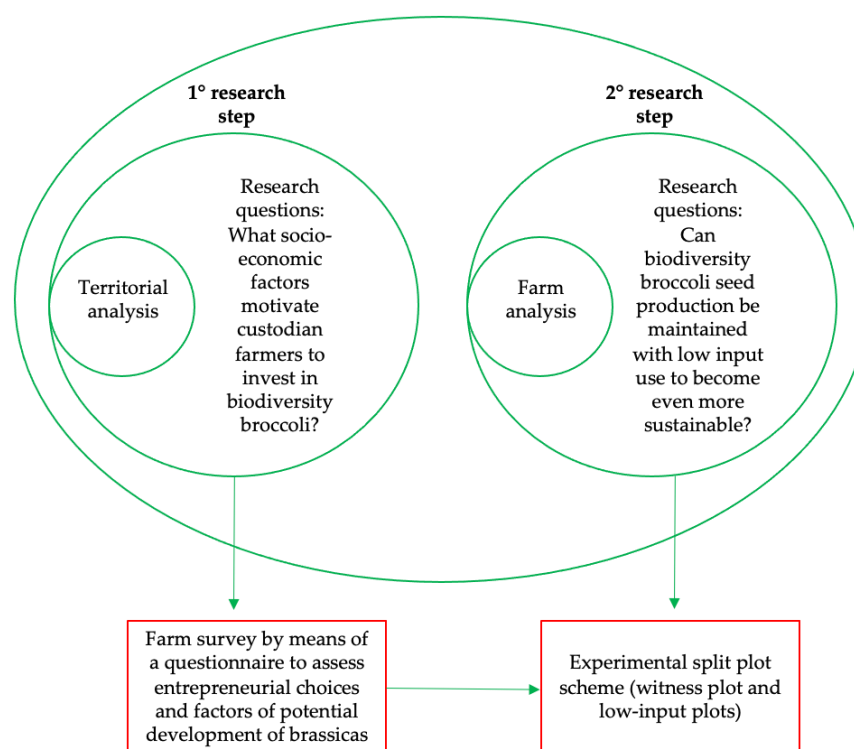 1° research
step
Territorial
analysis
Research
questions:
What socio-
economic
factors
motivate
custodian
farmers to
invest in
biodiversity
broccoli?
2° research
step
Farm
analysis
Research
questions:
Can
biodiversity
broccoli seed
production be
maintained
with low input
use to become
even more
sustainable?
Farm survey by means of
a questionnaire to assess
entrepreneurial choices
and factors of potential
development of brassicas
Experimental split plot
scheme (witness plot and
low-input plots)